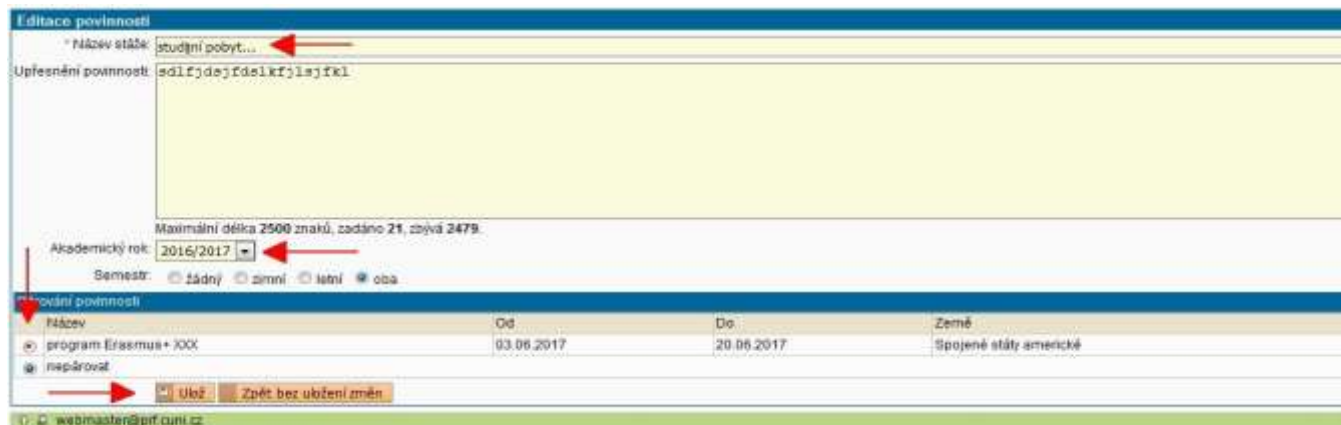 Editace povinnosti
* Název stáže: studijní pobyt...
Upřesnění povinnosti: sdlfjdsjfdslkfjlsjfkl
Maximální délka 2500 znaků, zadáno 21, zbývá 2479.
Akademický rok: 2016/2017
Semestr: žádný zimní letní oba
Párování povinnosti
Název Od Do Země
program Erasmus+ XXX 03.06.2017 20.06.2017 Spojené státy americké
nepárovat
Ulož Zpět bez uložení změn
webmaster@prf.cuni.cz